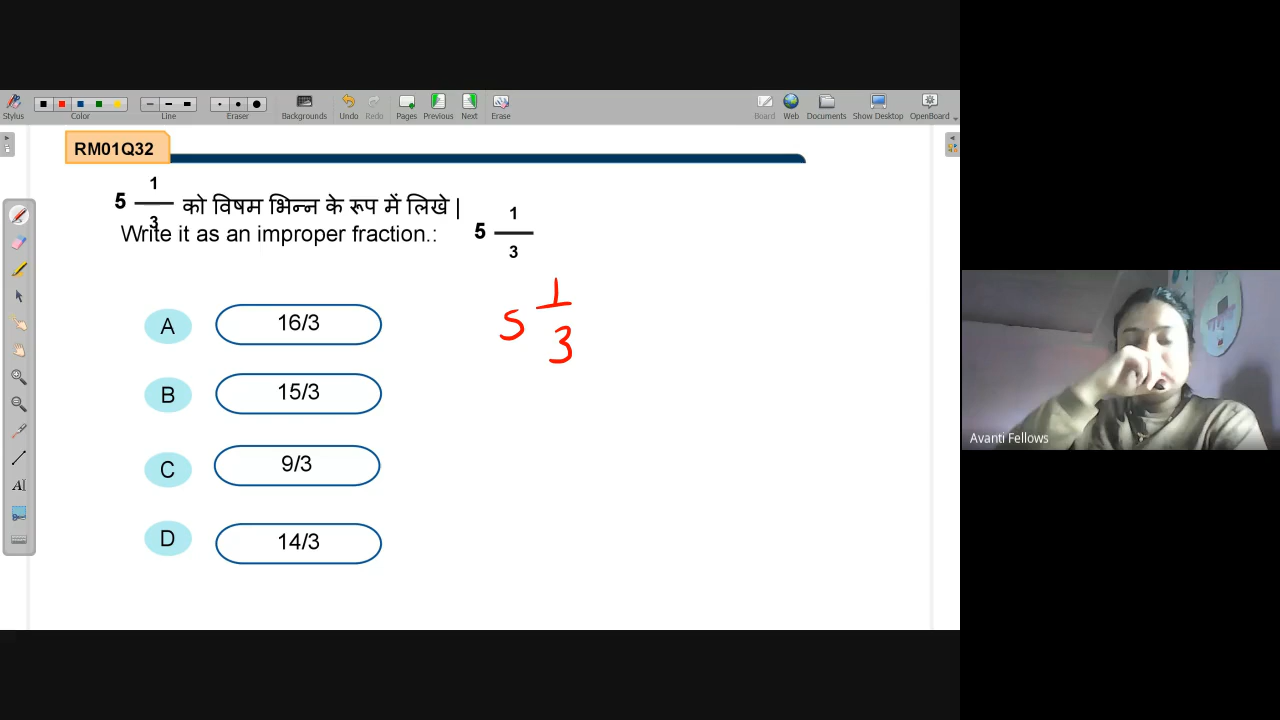 Stylus
Color
Line
Eraser
Backgrounds
Undo
Redo
Pages
Previous
Next
Erase
Board
Web
Documents
Show Desktop
OpenBoard
RM01Q32
5 1/3 को विषम भिन्न के रूप में लिखे |
Write it as an improper fraction.: 5 1/3
5 1/3
A 16/3
B 15/3
C 9/3
D 14/3
Avanti Fellows